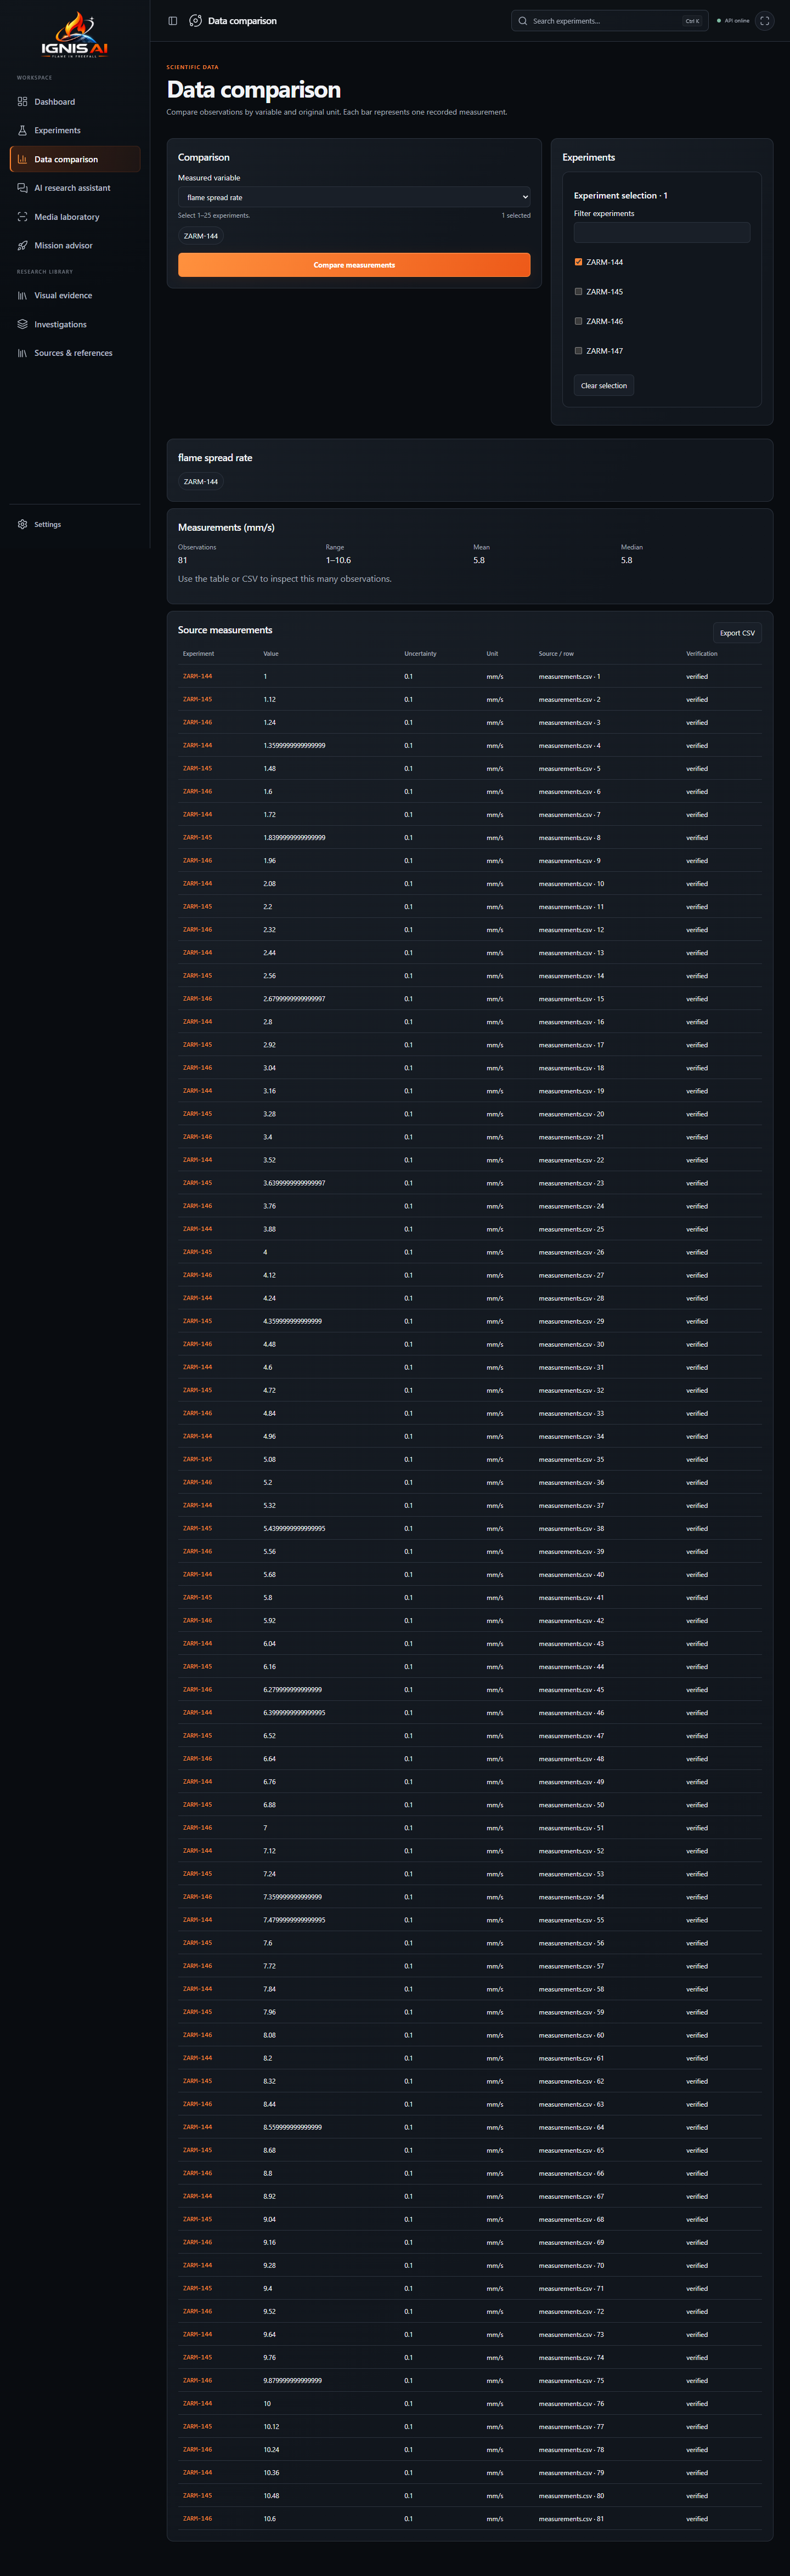 IGNIS AI
FLAME IN FREEFALL
WORKSPACE
Dashboard
Experiments
Data comparison
AI research assistant
Media laboratory
Mission advisor
RESEARCH LIBRARY
Visual evidence
Investigations
Sources & references
Settings
Data comparison
Search experiments...
Ctrl K
API online
SCIENTIFIC DATA
Data comparison
Compare observations by variable and original unit. Each bar represents one recorded measurement.
Comparison
Measured variable
flame spread rate
Select 1–25 experiments.
1 selected
ZARM-144
Compare measurements
Experiments
Experiment selection · 1
Filter experiments
ZARM-144
ZARM-145
ZARM-146
ZARM-147
Clear selection
flame spread rate
ZARM-144
Measurements (mm/s)
Observations Range Mean Median
81 1–10.6 5.8 5.8
Use the table or CSV to inspect this many observations.
Source measurements
Export CSV
Experiment Value Uncertainty Unit Source / row Verification
ZARM-144 1 0.1 mm/s measurements.csv · 1 verified
ZARM-145 1.12 0.1 mm/s measurements.csv · 2 verified
ZARM-146 1.24 0.1 mm/s measurements.csv · 3 verified
ZARM-144 1.3599999999999999 0.1 mm/s measurements.csv · 4 verified
ZARM-145 1.48 0.1 mm/s measurements.csv · 5 verified
ZARM-146 1.6 0.1 mm/s measurements.csv · 6 verified
ZARM-144 1.72 0.1 mm/s measurements.csv · 7 verified
ZARM-145 1.8399999999999999 0.1 mm/s measurements.csv · 8 verified
ZARM-146 1.96 0.1 mm/s measurements.csv · 9 verified
ZARM-144 2.08 0.1 mm/s measurements.csv · 10 verified
ZARM-145 2.2 0.1 mm/s measurements.csv · 11 verified
ZARM-146 2.32 0.1 mm/s measurements.csv · 12 verified
ZARM-144 2.44 0.1 mm/s measurements.csv · 13 verified
ZARM-145 2.56 0.1 mm/s measurements.csv · 14 verified
ZARM-146 2.6799999999999997 0.1 mm/s measurements.csv · 15 verified
ZARM-144 2.8 0.1 mm/s measurements.csv · 16 verified
ZARM-145 2.92 0.1 mm/s measurements.csv · 17 verified
ZARM-146 3.04 0.1 mm/s measurements.csv · 18 verified
ZARM-144 3.16 0.1 mm/s measurements.csv · 19 verified
ZARM-145 3.28 0.1 mm/s measurements.csv · 20 verified
ZARM-146 3.4 0.1 mm/s measurements.csv · 21 verified
ZARM-144 3.52 0.1 mm/s measurements.csv · 22 verified
ZARM-145 3.6399999999999997 0.1 mm/s measurements.csv · 23 verified
ZARM-146 3.76 0.1 mm/s measurements.csv · 24 verified
ZARM-144 3.88 0.1 mm/s measurements.csv · 25 verified
ZARM-145 4 0.1 mm/s measurements.csv · 26 verified
ZARM-146 4.12 0.1 mm/s measurements.csv · 27 verified
ZARM-144 4.24 0.1 mm/s measurements.csv · 28 verified
ZARM-145 4.359999999999999 0.1 mm/s measurements.csv · 29 verified
ZARM-146 4.48 0.1 mm/s measurements.csv · 30 verified
ZARM-144 4.6 0.1 mm/s measurements.csv · 31 verified
ZARM-145 4.72 0.1 mm/s measurements.csv · 32 verified
ZARM-146 4.84 0.1 mm/s measurements.csv · 33 verified
ZARM-144 4.96 0.1 mm/s measurements.csv · 34 verified
ZARM-145 5.08 0.1 mm/s measurements.csv · 35 verified
ZARM-146 5.2 0.1 mm/s measurements.csv · 36 verified
ZARM-144 5.32 0.1 mm/s measurements.csv · 37 verified
ZARM-145 5.4399999999999995 0.1 mm/s measurements.csv · 38 verified
ZARM-146 5.56 0.1 mm/s measurements.csv · 39 verified
ZARM-144 5.68 0.1 mm/s measurements.csv · 40 verified
ZARM-145 5.8 0.1 mm/s measurements.csv · 41 verified
ZARM-146 5.92 0.1 mm/s measurements.csv · 42 verified
ZARM-144 6.04 0.1 mm/s measurements.csv · 43 verified
ZARM-145 6.16 0.1 mm/s measurements.csv · 44 verified
ZARM-146 6.279999999999999 0.1 mm/s measurements.csv · 45 verified
ZARM-144 6.3999999999999995 0.1 mm/s measurements.csv · 46 verified
ZARM-145 6.52 0.1 mm/s measurements.csv · 47 verified
ZARM-146 6.64 0.1 mm/s measurements.csv · 48 verified
ZARM-144 6.76 0.1 mm/s measurements.csv · 49 verified
ZARM-145 6.88 0.1 mm/s measurements.csv · 50 verified
ZARM-146 7 0.1 mm/s measurements.csv · 51 verified
ZARM-144 7.12 0.1 mm/s measurements.csv · 52 verified
ZARM-145 7.24 0.1 mm/s measurements.csv · 53 verified
ZARM-146 7.359999999999999 0.1 mm/s measurements.csv · 54 verified
ZARM-144 7.4799999999999995 0.1 mm/s measurements.csv · 55 verified
ZARM-145 7.6 0.1 mm/s measurements.csv · 56 verified
ZARM-146 7.72 0.1 mm/s measurements.csv · 57 verified
ZARM-144 7.84 0.1 mm/s measurements.csv · 58 verified
ZARM-145 7.96 0.1 mm/s measurements.csv · 59 verified
ZARM-146 8.08 0.1 mm/s measurements.csv · 60 verified
ZARM-144 8.2 0.1 mm/s measurements.csv · 61 verified
ZARM-145 8.32 0.1 mm/s measurements.csv · 62 verified
ZARM-146 8.44 0.1 mm/s measurements.csv · 63 verified
ZARM-144 8.559999999999999 0.1 mm/s measurements.csv · 64 verified
ZARM-145 8.68 0.1 mm/s measurements.csv · 65 verified
ZARM-146 8.8 0.1 mm/s measurements.csv · 66 verified
ZARM-144 8.92 0.1 mm/s measurements.csv · 67 verified
ZARM-145 9.04 0.1 mm/s measurements.csv · 68 verified
ZARM-146 9.16 0.1 mm/s measurements.csv · 69 verified
ZARM-144 9.28 0.1 mm/s measurements.csv · 70 verified
ZARM-145 9.4 0.1 mm/s measurements.csv · 71 verified
ZARM-146 9.52 0.1 mm/s measurements.csv · 72 verified
ZARM-144 9.64 0.1 mm/s measurements.csv · 73 verified
ZARM-145 9.76 0.1 mm/s measurements.csv · 74 verified
ZARM-146 9.879999999999999 0.1 mm/s measurements.csv · 75 verified
ZARM-144 10 0.1 mm/s measurements.csv · 76 verified
ZARM-145 10.12 0.1 mm/s measurements.csv · 77 verified
ZARM-146 10.24 0.1 mm/s measurements.csv · 78 verified
ZARM-144 10.36 0.1 mm/s measurements.csv · 79 verified
ZARM-145 10.48 0.1 mm/s measurements.csv · 80 verified
ZARM-146 10.6 0.1 mm/s measurements.csv · 81 verified